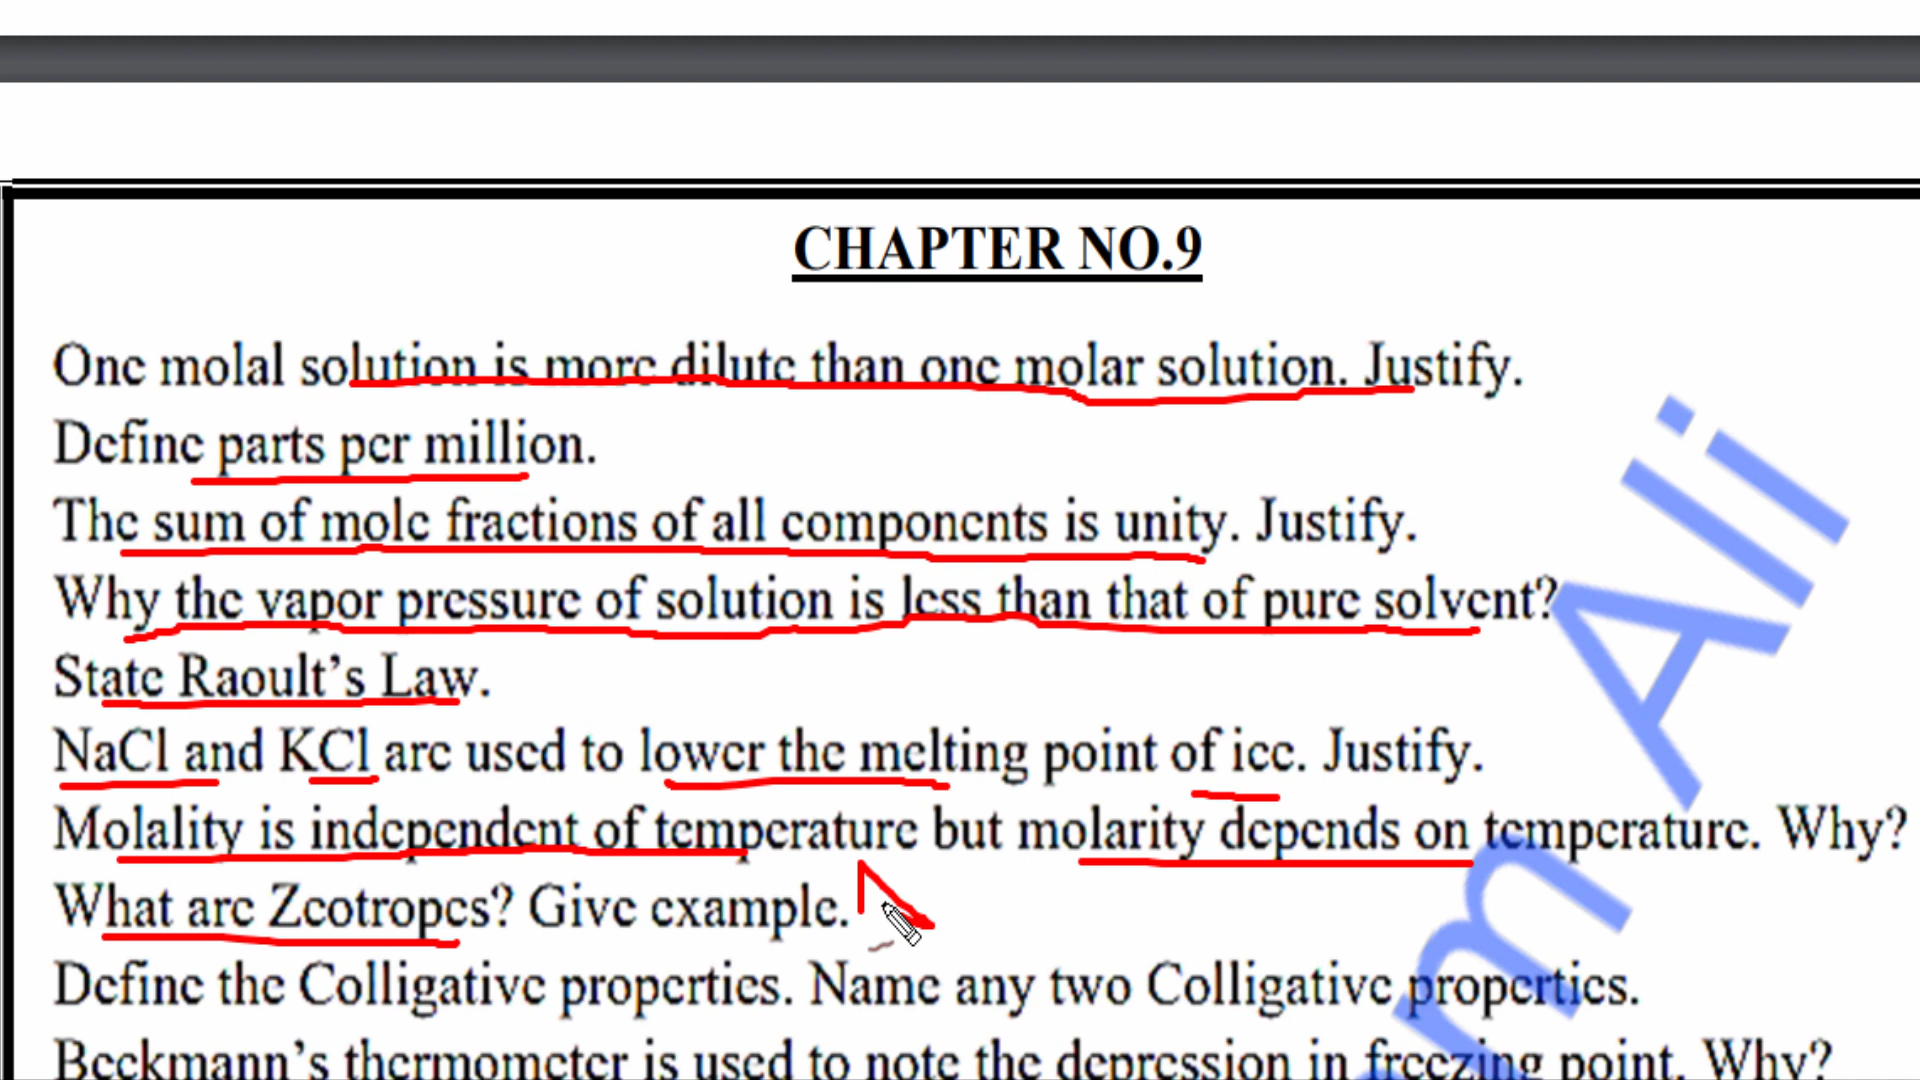 CHAPTER NO.9
One molal solution is more dilute than one molar solution. Justify.
Define parts per million.
The sum of mole fractions of all components is unity. Justify.
Why the vapor pressure of solution is less than that of pure solvent?
State Raoult's Law.
NaCl and KCl are used to lower the melting point of ice. Justify.
Molality is independent of temperature but molarity depends on temperature. Why?
What are Zeotropes? Give example.
Define the Colligative properties. Name any two Colligative properties.
Beckmann's thermometer is used to note the depression in freezing point. Why?
m Ali